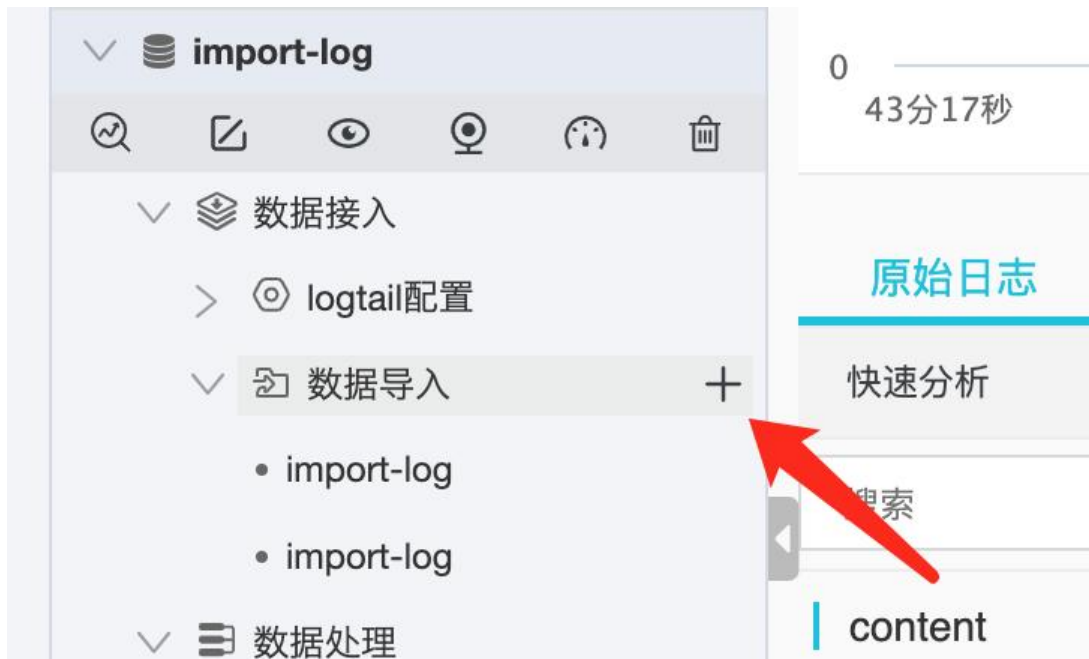 import-log
数据接入
logtail配置
数据导入
import-log
import-log
数据处理
0
43分17秒
原始日志
快速分析
搜索
content